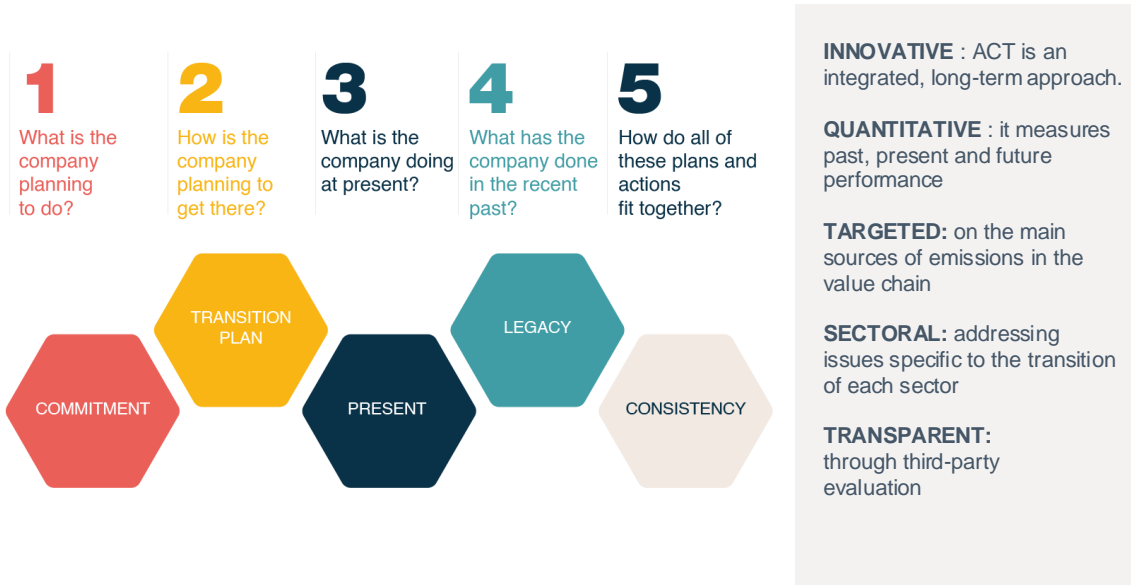 1
What is the
company
planning
to do?
2
How is the
company
planning to
get there?
3
What is the
company doing
at present?
4
What has the
company done
in the recent
past?
5
How do all of
these plans and
actions
fit together?
COMMITMENT
TRANSITION
PLAN
PRESENT
LEGACY
CONSISTENCY
INNOVATIVE : ACT is an
integrated, long-term approach.
QUANTITATIVE : it measures
past, present and future
performance
TARGETED: on the main
sources of emissions in the
value chain
SECTORAL: addressing
issues specific to the transition
of each sector
TRANSPARENT:
through third-party
evaluation